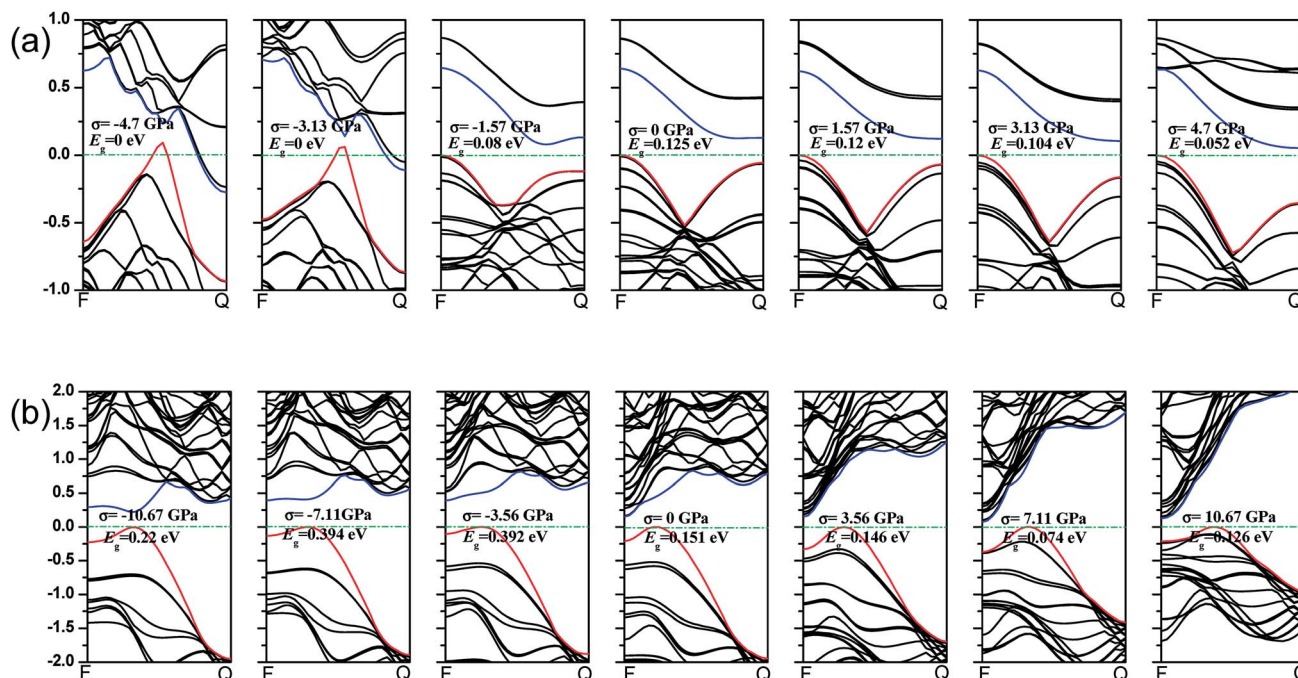 (a)
1.0
0.5
0.0
-0.5
-1.0
σ= -4.7 GPa
E_g=0 eV
F Q
σ= -3.13 GPa
E_g=0 eV
F Q
σ= -1.57 GPa
E_g=0.08 eV
F Q
σ= 0 GPa
E_g=0.125 eV
F Q
σ= 1.57 GPa
E_g=0.12 eV
F Q
σ= 3.13 GPa
E_g=0.104 eV
F Q
σ= 4.7 GPa
E_g=0.052 eV
F Q
(b)
2.0
1.5
1.0
0.5
0.0
-0.5
-1.0
-1.5
-2.0
σ= -10.67 GPa
E_g=0.22 eV
F Q
σ= -7.11GPa
E_g=0.394 eV
F Q
σ= -3.56 GPa
E_g=0.392 eV
F Q
σ= 0 GPa
E_g=0.151 eV
F Q
σ= 3.56 GPa
E_g=0.146 eV
F Q
σ= 7.11 GPa
E_g=0.074 eV
F Q
σ= 10.67 GPa
E_g=0.126 eV
F